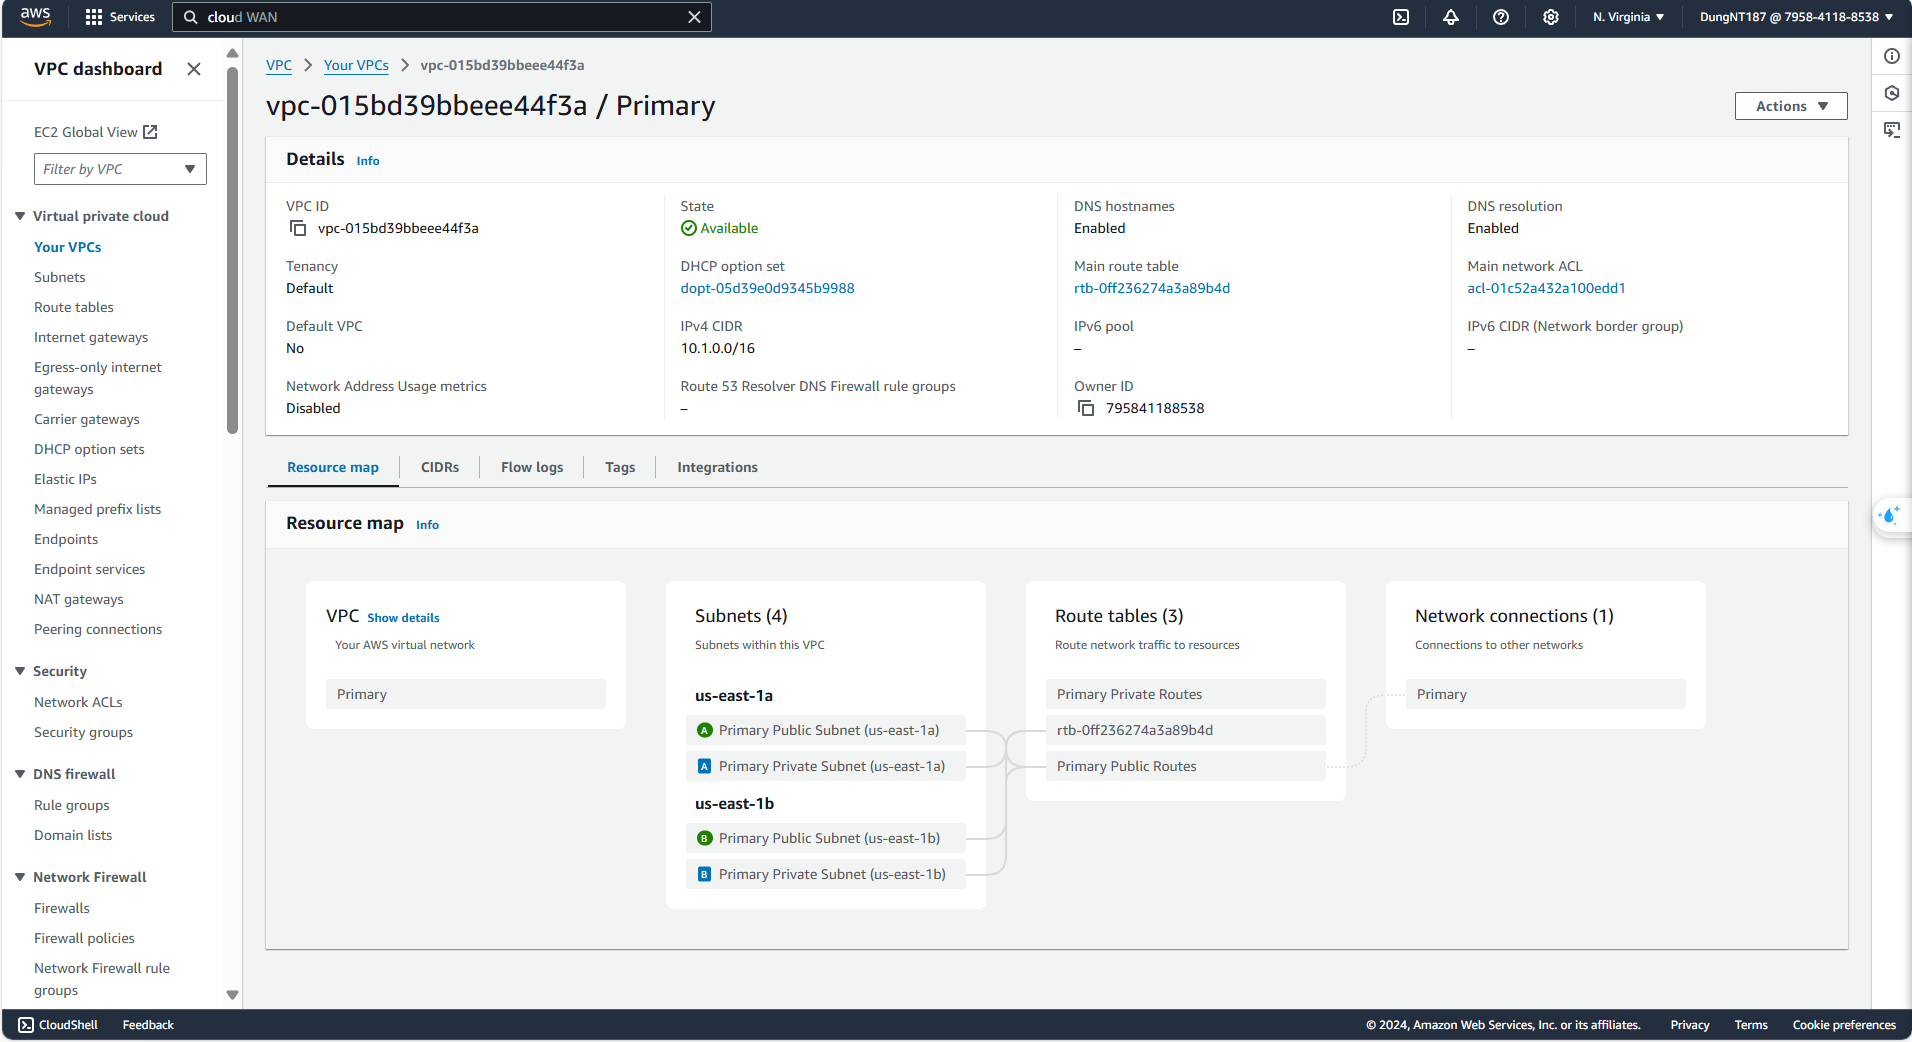 aws
Services
cloud WAN
N. Virginia
DungNT187 @ 7958-4118-8538
VPC dashboard
EC2 Global View
Filter by VPC
Virtual private cloud
Your VPCs
Subnets
Route tables
Internet gateways
Egress-only internet
gateways
Carrier gateways
DHCP option sets
Elastic IPs
Managed prefix lists
Endpoints
Endpoint services
NAT gateways
Peering connections
Security
Network ACLs
Security groups
DNS firewall
Rule groups
Domain lists
Network Firewall
Firewalls
Firewall policies
Network Firewall rule
groups
VPC > Your VPCs > vpc-015bd39bbeee44f3a
vpc-015bd39bbeee44f3a / Primary
Actions
Details Info
VPC ID
vpc-015bd39bbeee44f3a
State
Available
DNS hostnames
Enabled
DNS resolution
Enabled
Tenancy
Default
DHCP option set
dopt-05d39e0d9345b9988
Main route table
rtb-0ff236274a3a89b4d
Main network ACL
acl-01c52a432a100edd1
Default VPC
No
IPv4 CIDR
10.1.0.0/16
IPv6 pool
–
IPv6 CIDR (Network border group)
–
Network Address Usage metrics
Disabled
Route 53 Resolver DNS Firewall rule groups
–
Owner ID
795841188538
Resource map
CIDRs
Flow logs
Tags
Integrations
Resource map Info
VPC Show details
Your AWS virtual network
Primary
Subnets (4)
Subnets within this VPC
us-east-1a
A Primary Public Subnet (us-east-1a)
A Primary Private Subnet (us-east-1a)
us-east-1b
B Primary Public Subnet (us-east-1b)
B Primary Private Subnet (us-east-1b)
Route tables (3)
Route network traffic to resources
Primary Private Routes
rtb-0ff236274a3a89b4d
Primary Public Routes
Network connections (1)
Connections to other networks
Primary
CloudShell
Feedback
© 2024, Amazon Web Services, Inc. or its affiliates.
Privacy
Terms
Cookie preferences